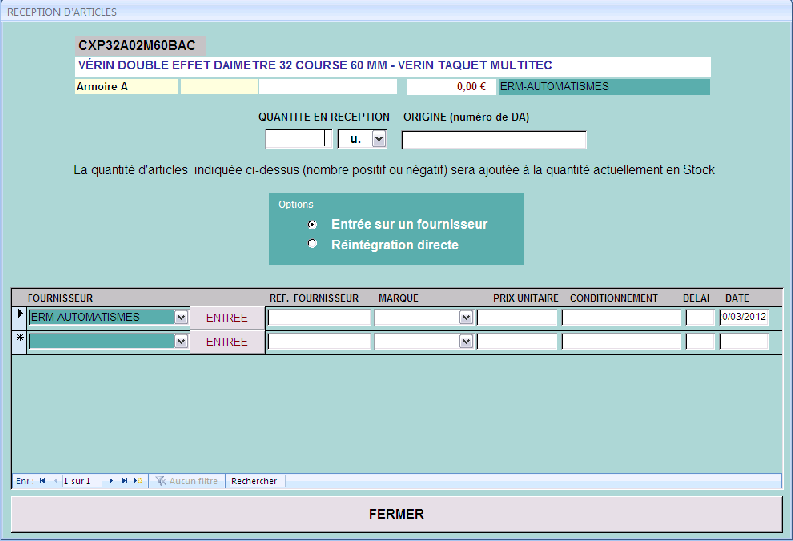 RECEPTION D'ARTICLES
CXP32A02M60BAC
VÉRIN DOUBLE EFFET DAIMETRE 32 COURSE 60 MM - VERIN TAQUET MULTITEC
Armoire A 0,00 € ERM-AUTOMATISMES
QUANTITE EN RECEPTION ORIGINE (numéro de DA)
u.
La quantité d'articles indiquée ci-dessus (nombre positif ou négatif) sera ajoutée à la quantité actuellement en Stock
Options
Entrée sur un fournisseur
Réintégration directe
FOURNISSEUR REF. FOURNISSEUR MARQUE PRIX UNITAIRE CONDITIONNEMENT DELAI DATE
ERM-AUTOMATISMES ENTREE 0/03/2012
ENTREE
Enr : 1 sur 1 Aucun filtre Rechercher
FERMER